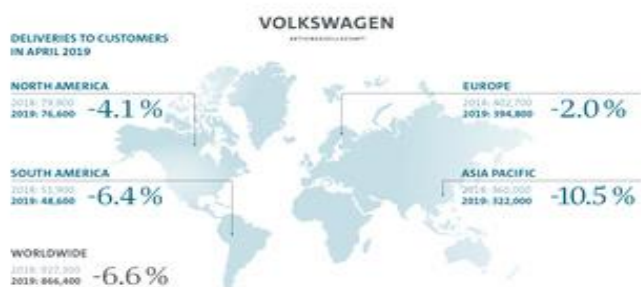 VOLKSWAGEN
AKTIENGESELLSCHAFT
DELIVERIES TO CUSTOMERS
IN APRIL 2019
NORTH AMERICA
2018: 79,900
2019: 76,600
-4.1 %
EUROPE
2018: 402,700
2019: 394,800
-2.0 %
SOUTH AMERICA
2018: 51,900
2019: 48,600
-6.4 %
ASIA PACIFIC
2018: 360,000
2019: 322,000
-10.5 %
WORLDWIDE
2018: 927,300
2019: 866,400
-6.6 %